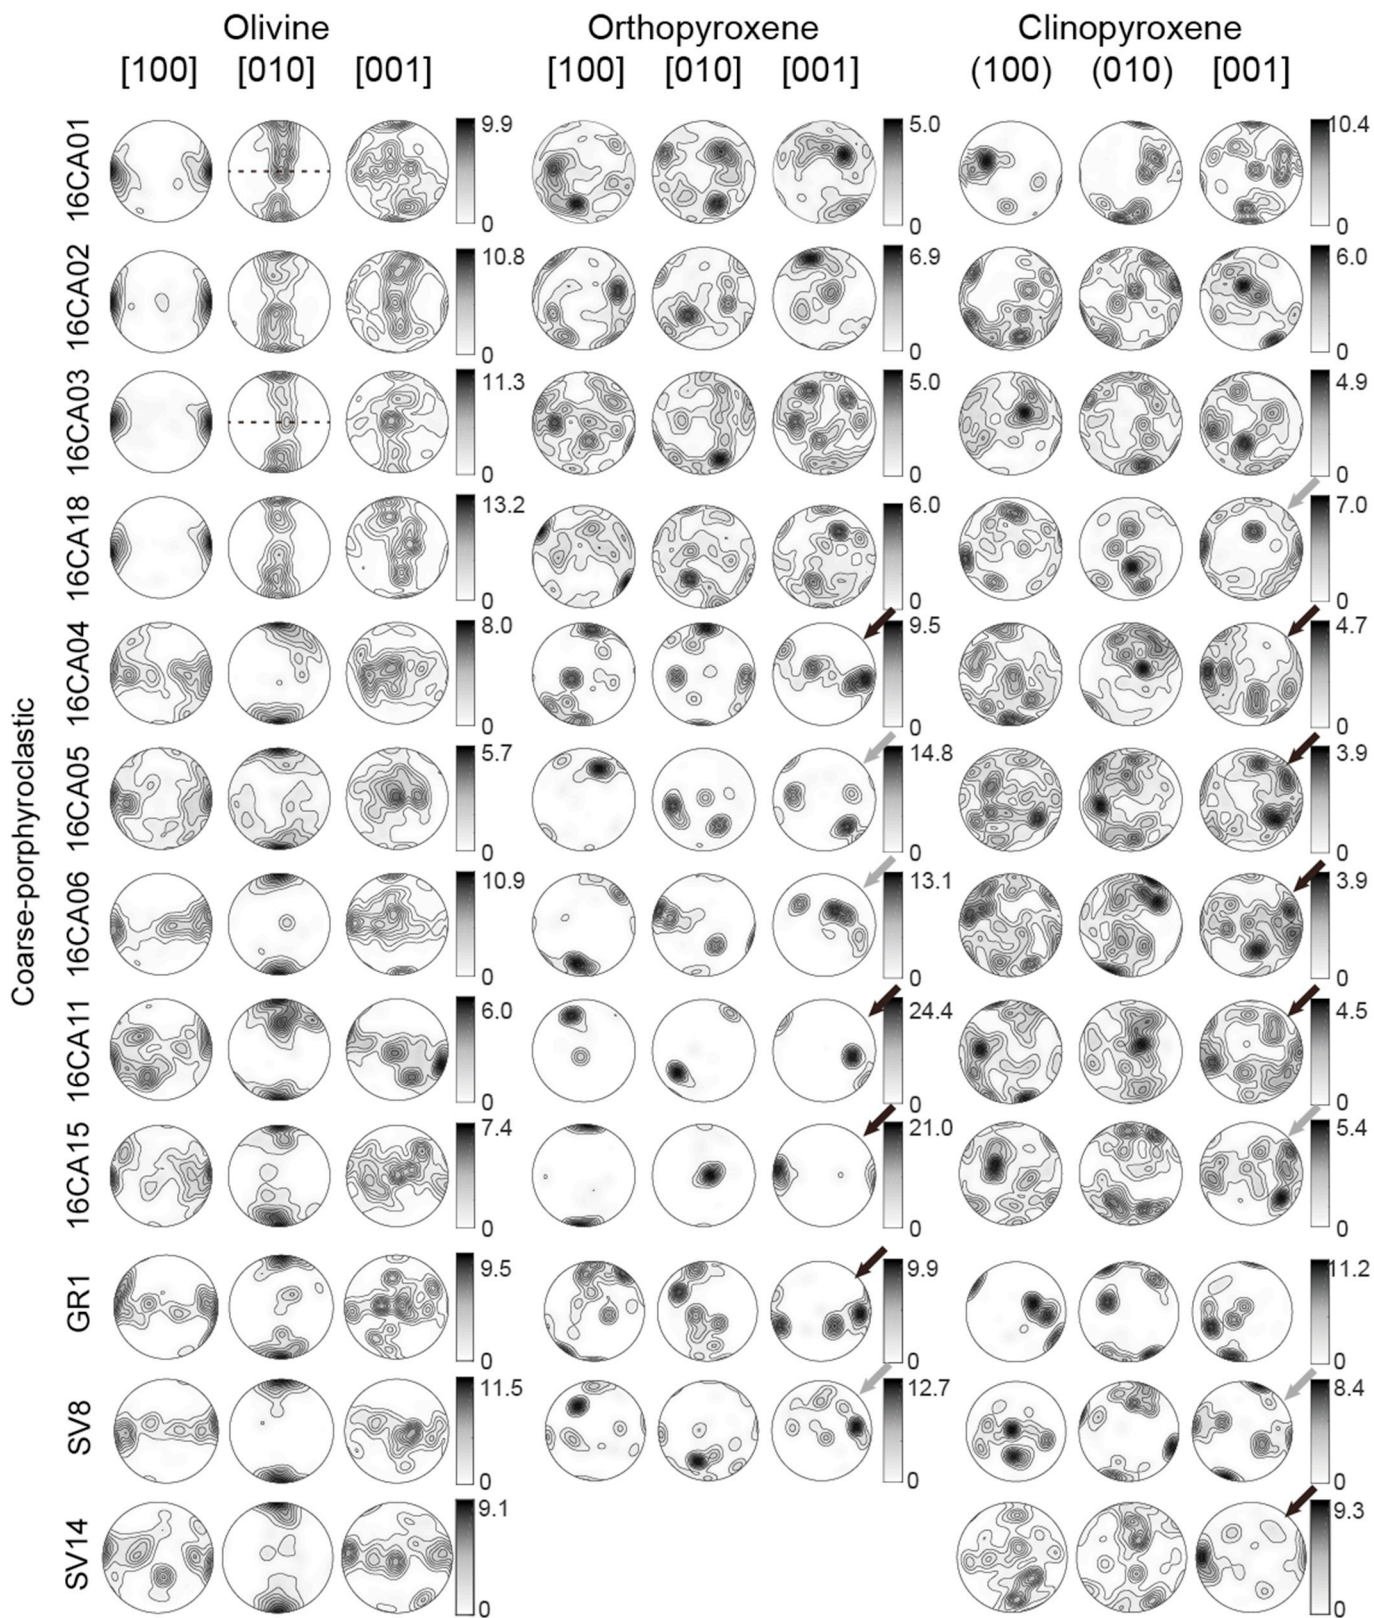 Olivine Orthopyroxene Clinopyroxene
[100] [010] [001] [100] [010] [001] (100) (010) [001]
Coarse-porphyroclastic
16CA01 9.9 0 5.0 0 10.4 0
16CA02 10.8 0 6.9 0 6.0 0
16CA03 11.3 0 5.0 0 4.9 0
16CA18 13.2 0 6.0 0 7.0 0
16CA04 8.0 0 9.5 0 4.7 0
16CA05 5.7 0 14.8 0 3.9 0
16CA06 10.9 0 13.1 0 3.9 0
16CA11 6.0 0 24.4 0 4.5 0
16CA15 7.4 0 21.0 0 5.4 0
GR1 9.5 0 9.9 0 11.2 0
SV8 11.5 0 12.7 0 8.4 0
SV14 9.1 0 9.3 0